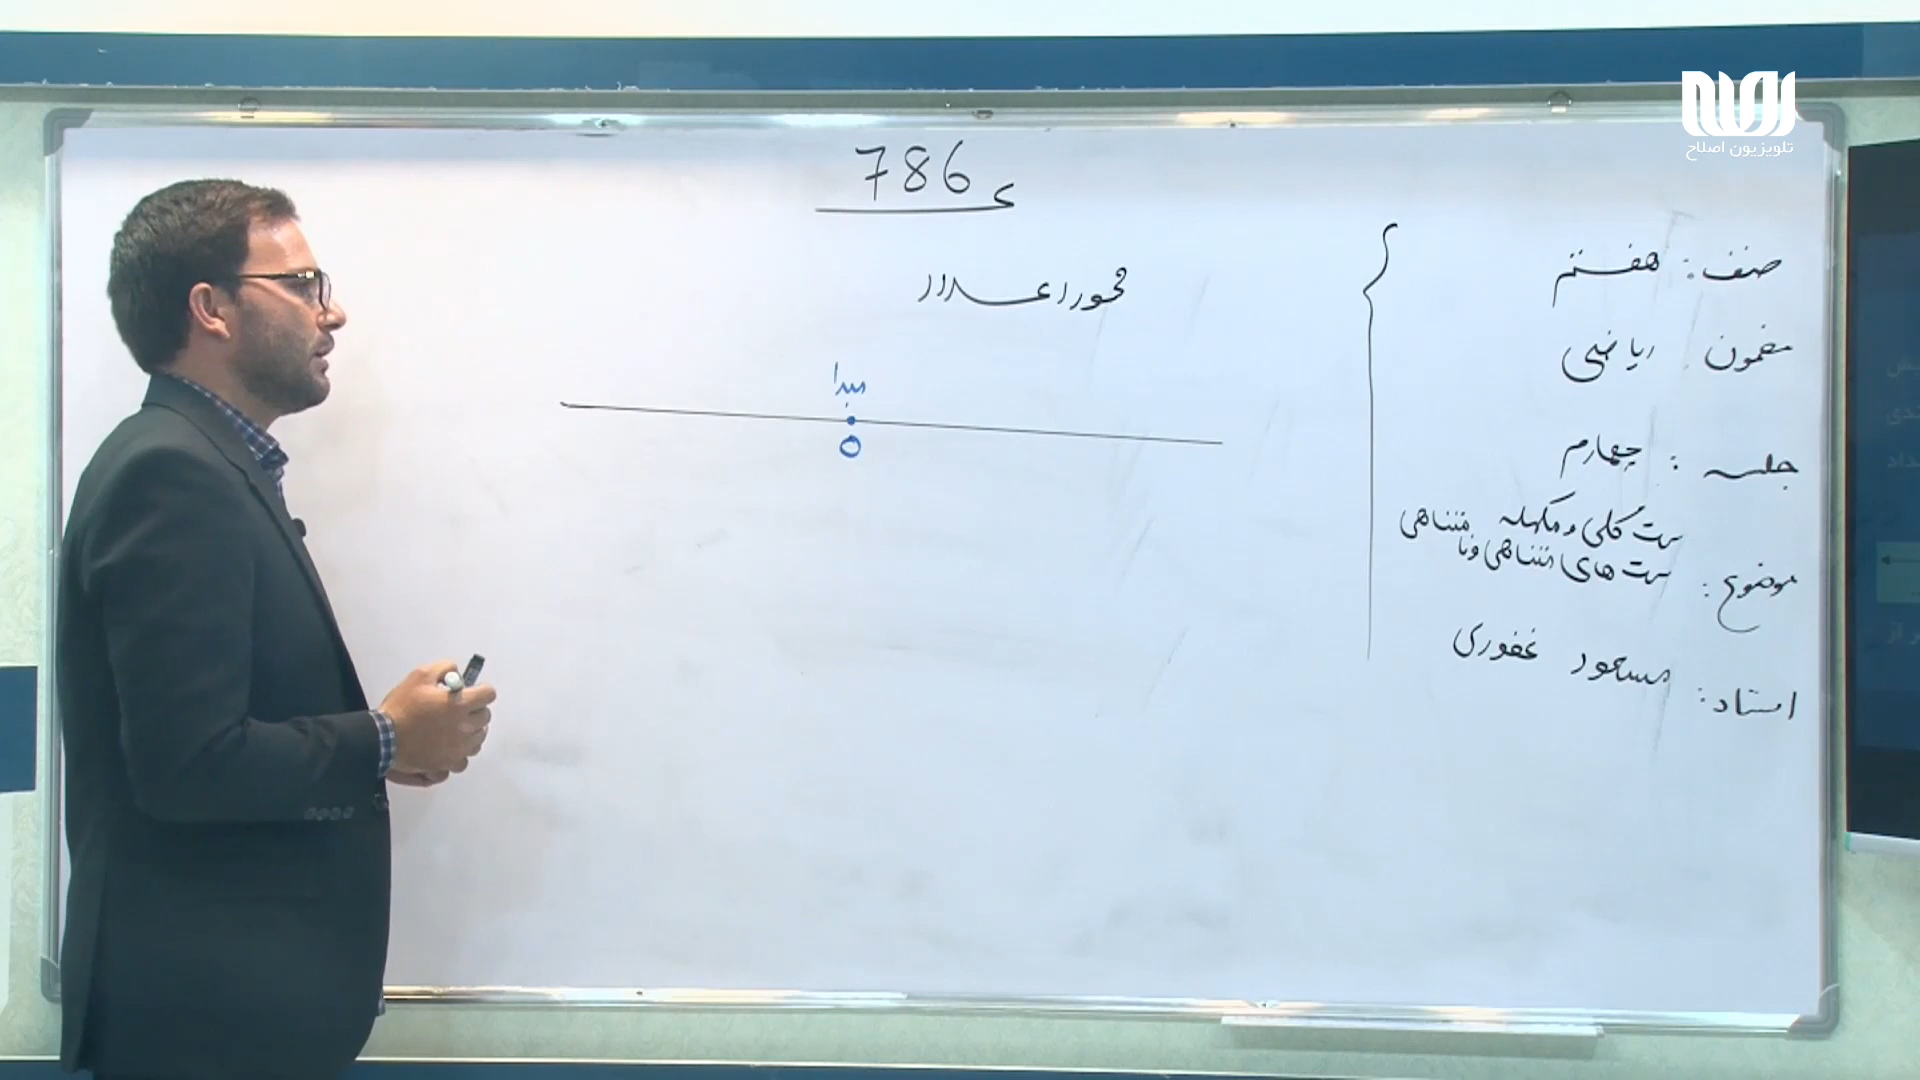 786
محور اعداد
مبدا
0
صنف: هفتم
مضمون: ریاضی
جلسه: چهارم
ست کلی و مکمله
ست های متناهی و نا متناهی
موضوع:
استاد: مسعود غفوری
تلویزیون اصلاح